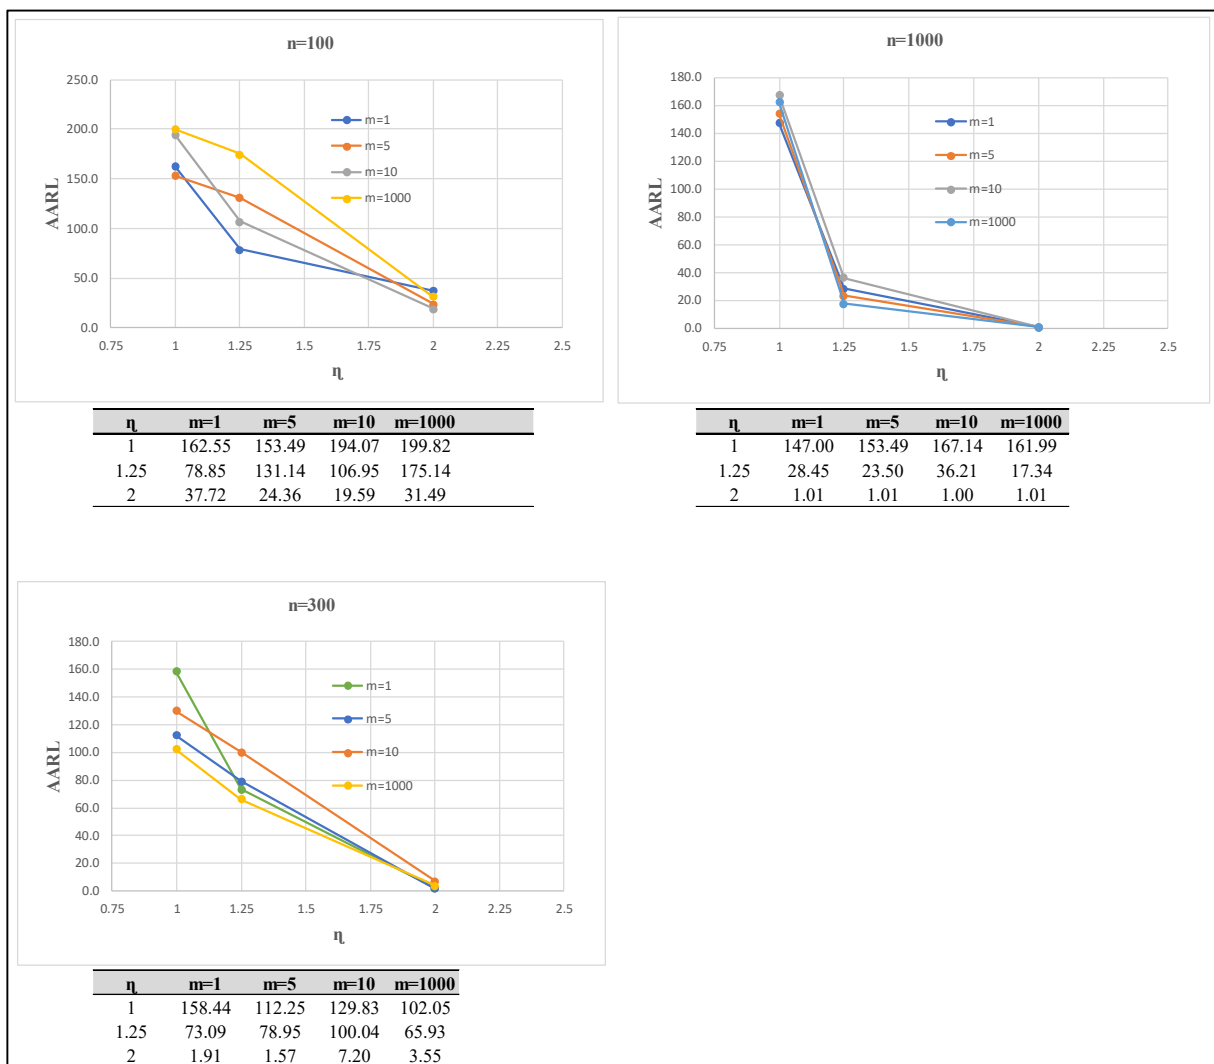 n=100
250.0
200.0
150.0
100.0
50.0
0.0
AARL
m=1
m=5
m=10
m=1000
0.75 1 1.25 1.5 1.75 2 2.25 2.5
η
η m=1 m=5 m=10 m=1000
1 162.55 153.49 194.07 199.82
1.25 78.85 131.14 106.95 175.14
2 37.72 24.36 19.59 31.49
n=1000
180.0
160.0
140.0
120.0
100.0
80.0
60.0
40.0
20.0
0.0
AARL
m=1
m=5
m=10
m=1000
0.75 1 1.25 1.5 1.75 2 2.25 2.5
η
η m=1 m=5 m=10 m=1000
1 147.00 153.49 167.14 161.99
1.25 28.45 23.50 36.21 17.34
2 1.01 1.01 1.00 1.01
n=300
180.0
160.0
140.0
120.0
100.0
80.0
60.0
40.0
20.0
0.0
AARL
m=1
m=5
m=10
m=1000
0.75 1 1.25 1.5 1.75 2 2.25 2.5
η
η m=1 m=5 m=10 m=1000
1 158.44 112.25 129.83 102.05
1.25 73.09 78.95 100.04 65.93
2 1.91 1.57 7.20 3.55